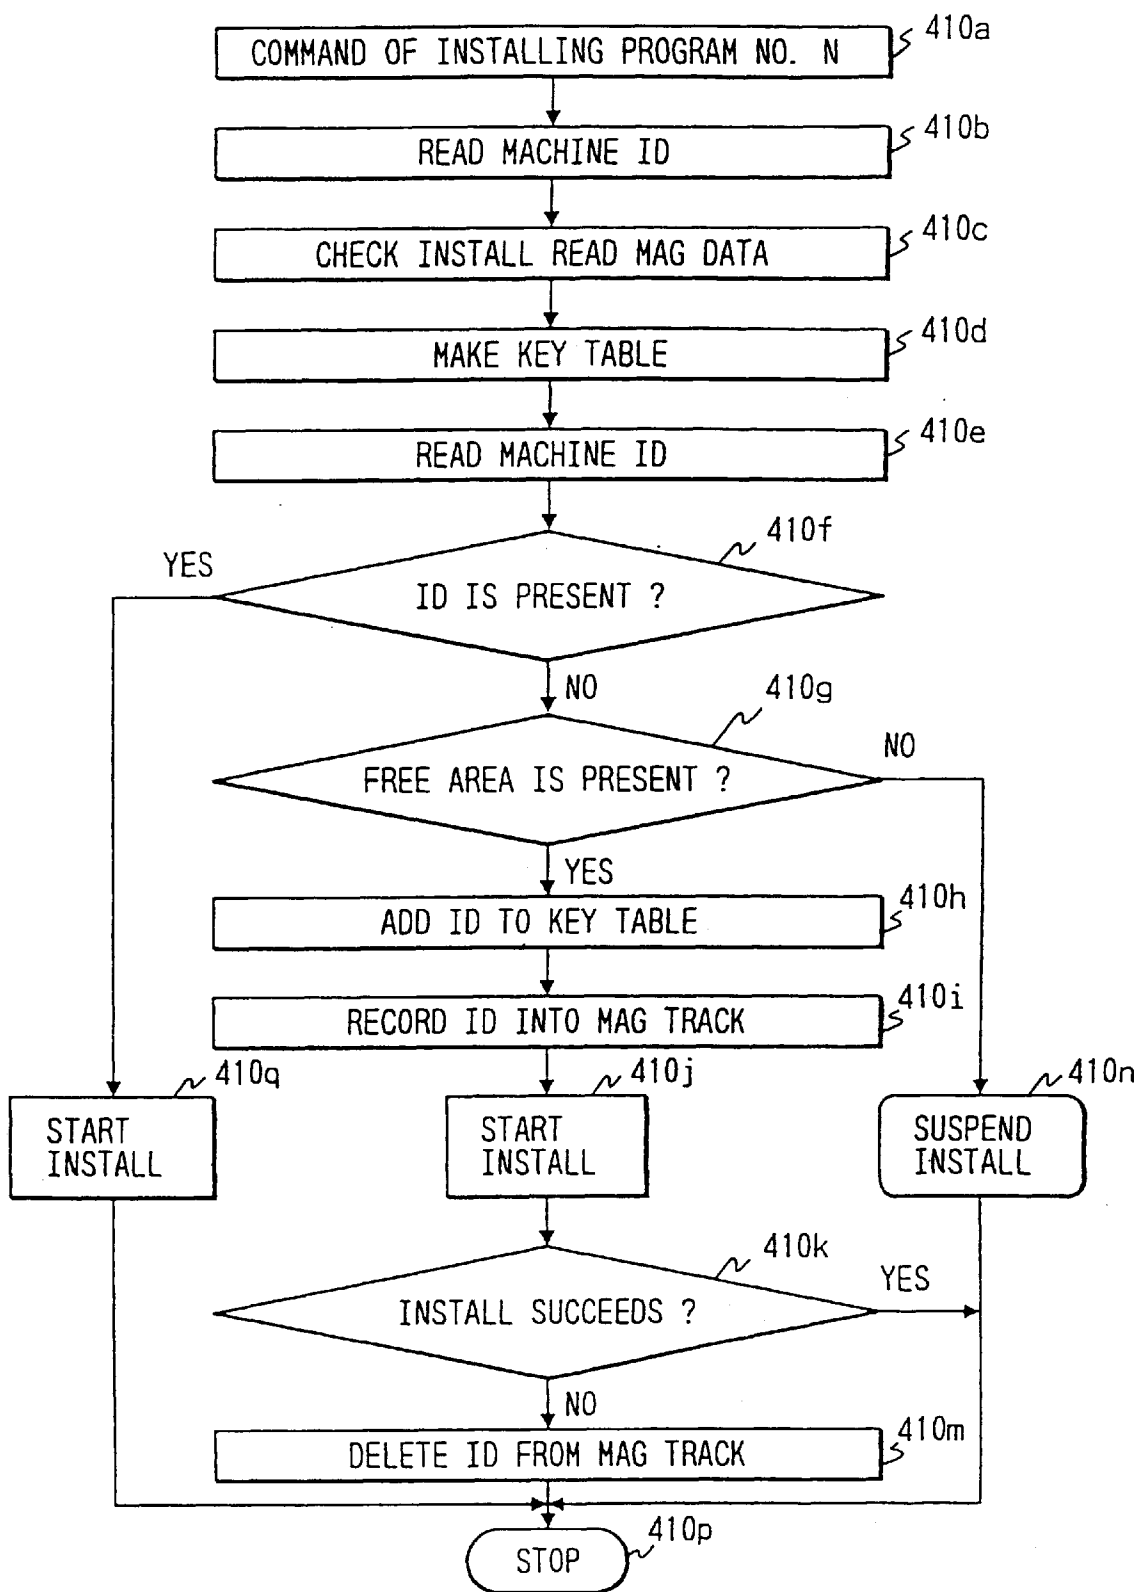 410a
COMMAND OF INSTALLING PROGRAM NO. N
410b
READ MACHINE ID
410c
CHECK INSTALL READ MAG DATA
410d
MAKE KEY TABLE
410e
READ MACHINE ID
410f
YES
ID IS PRESENT ?
NO
410g
NO
FREE AREA IS PRESENT ?
YES
410h
ADD ID TO KEY TABLE
410i
RECORD ID INTO MAG TRACK
410q
START
INSTALL
410j
START
INSTALL
410n
SUSPEND
INSTALL
410k
YES
INSTALL SUCCEEDS ?
NO
410m
DELETE ID FROM MAG TRACK
410p
STOP